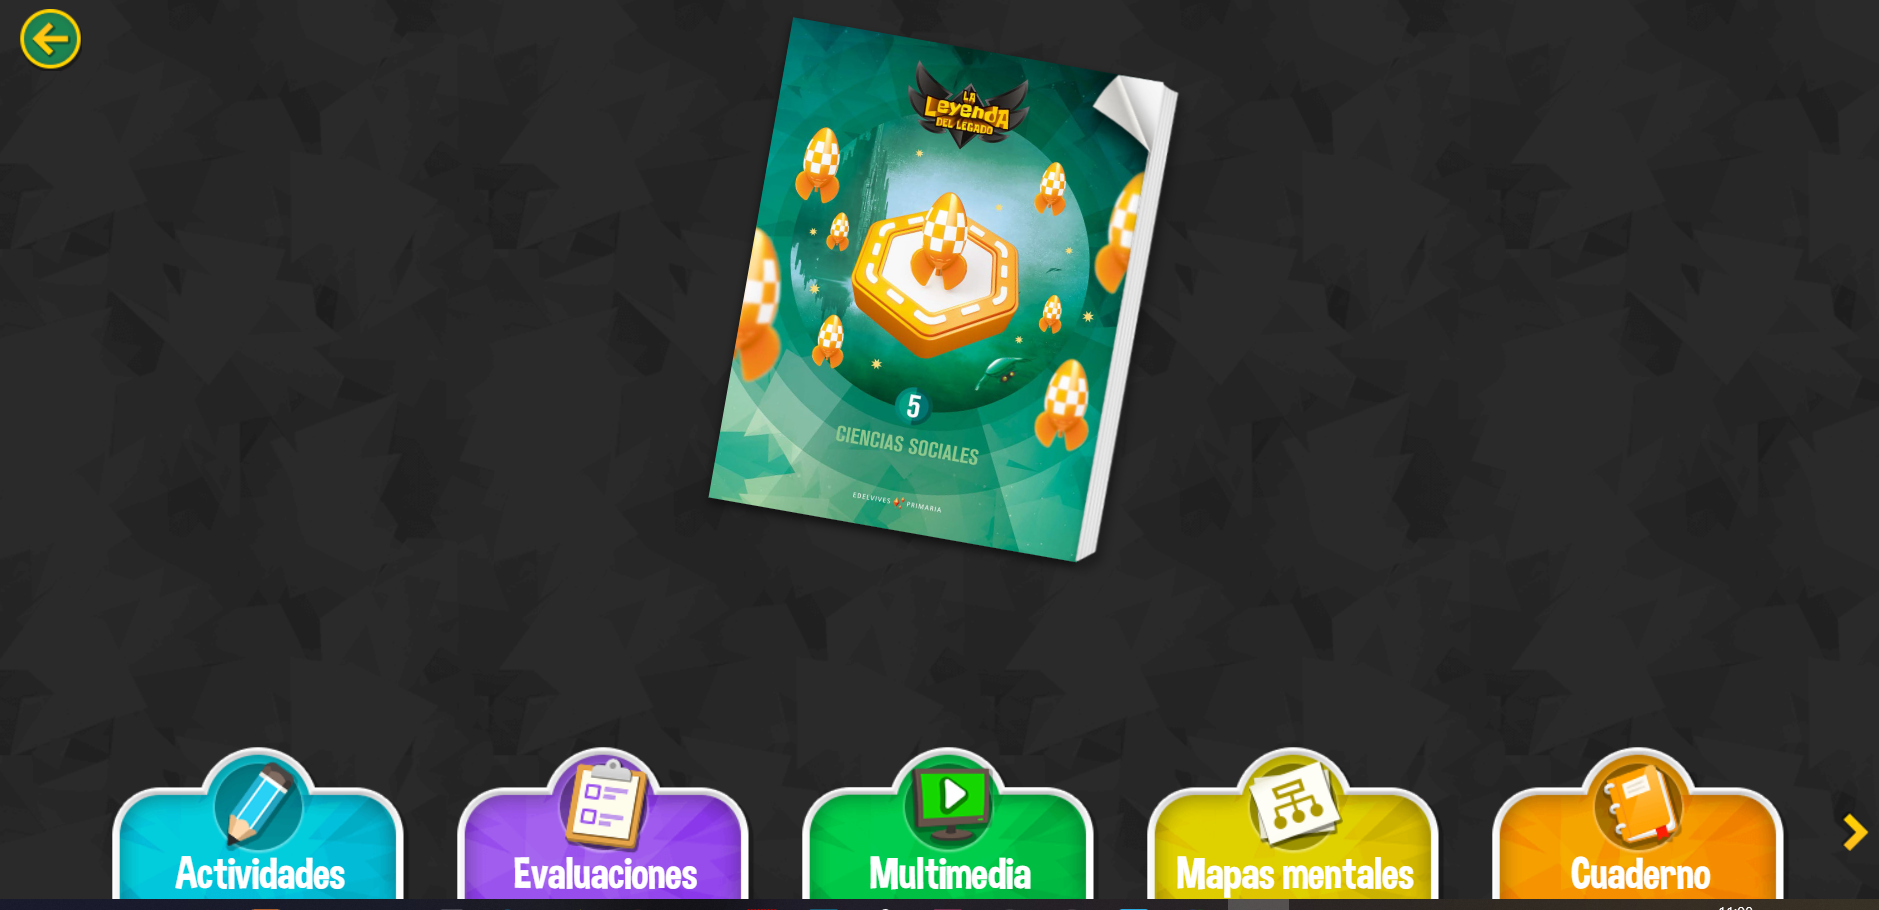 LA
LeyendA
DEL LEGADO
5
CIENCIAS SOCIALES
EDELVIVES PRIMARIA
Actividades
Evaluaciones
Multimedia
Mapas mentales
Cuaderno